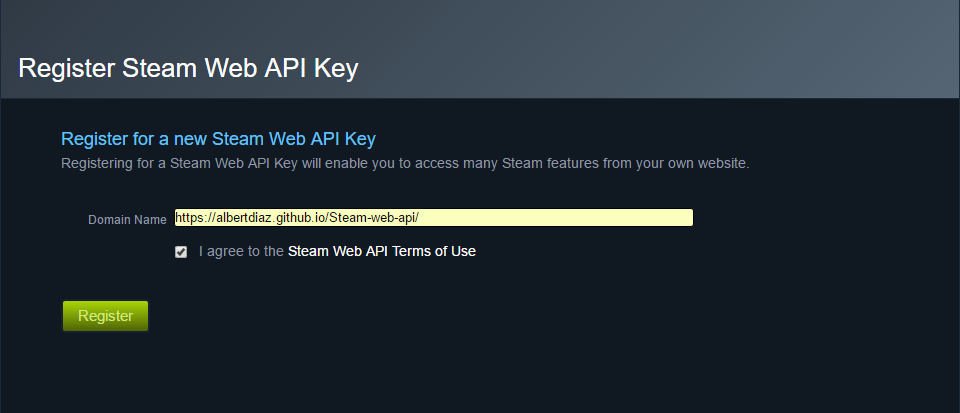 Register Steam Web API Key
Register for a new Steam Web API Key
Registering for a Steam Web API Key will enable you to access many Steam features from your own website.
Domain Name https://albertdiaz.github.io/Steam-web-api/
I agree to the Steam Web API Terms of Use
Register